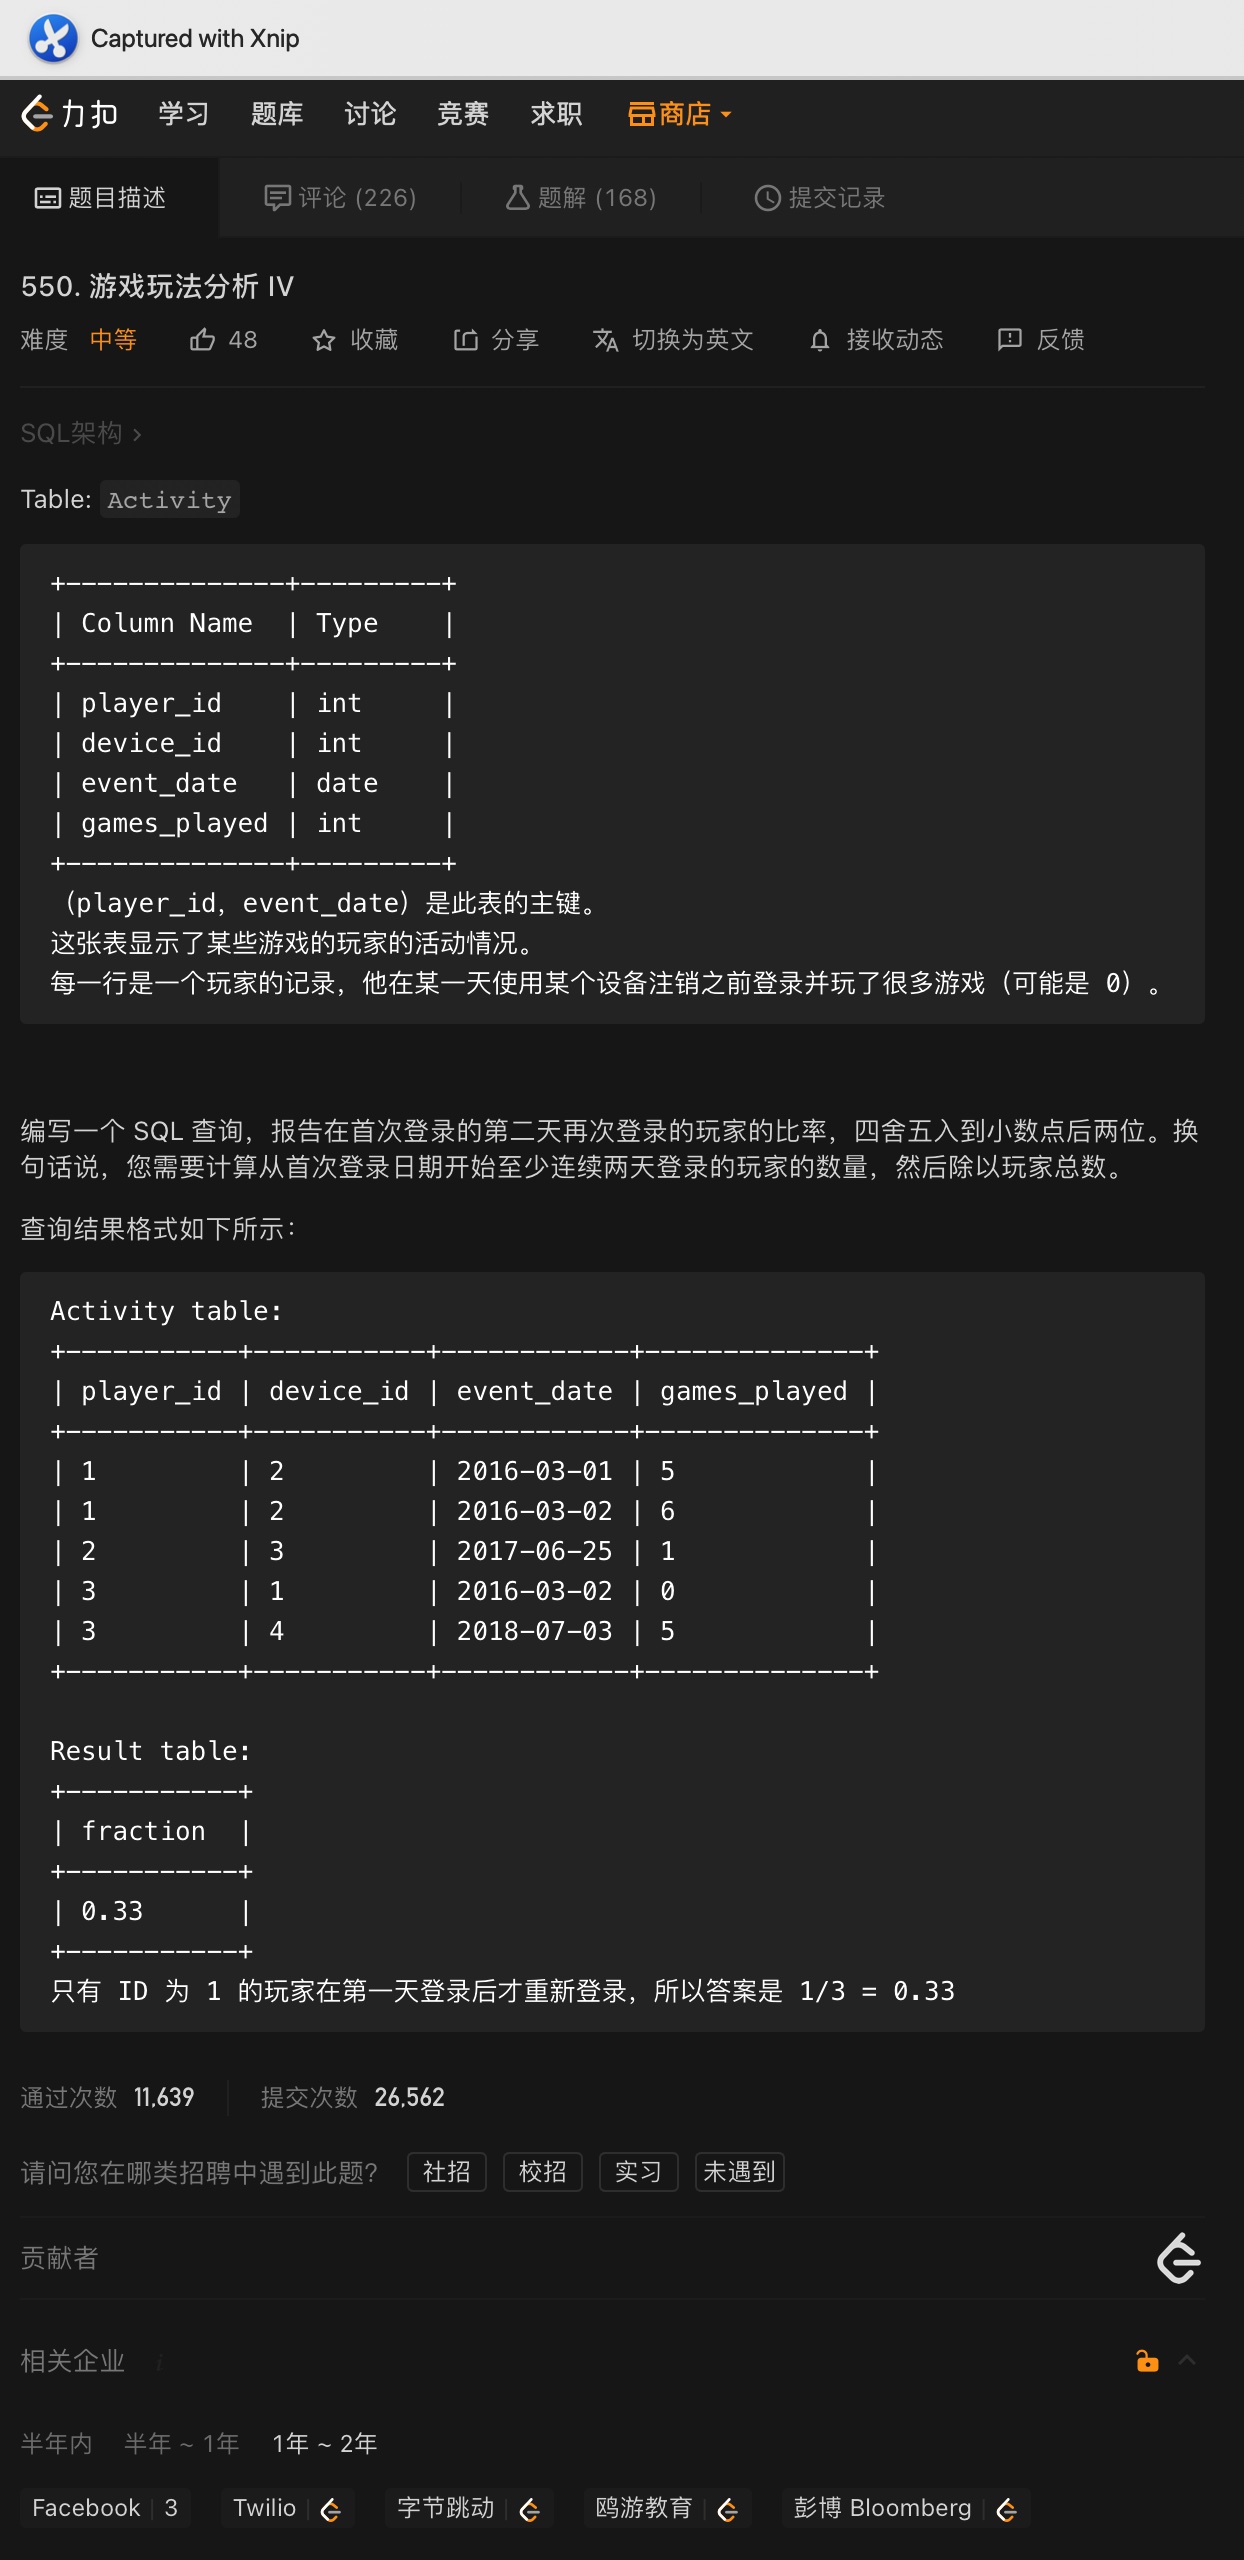 Captured with Xnip
力扣 学习 题库 讨论 竞赛 求职 商店
题目描述 评论 (226) 题解 (168) 提交记录
550. 游戏玩法分析 IV
难度 中等 48 收藏 分享 切换为英文 接收动态 反馈
SQL架构 >
Table: Activity
+--------------+---------+
| Column Name  | Type    |
+--------------+---------+
| player_id    | int     |
| device_id    | int     |
| event_date   | date    |
| games_played | int     |
+--------------+---------+
（player_id，event_date）是此表的主键。
这张表显示了某些游戏的玩家的活动情况。
每一行是一个玩家的记录，他在某一天使用某个设备注销之前登录并玩了很多游戏（可能是 0）。
编写一个 SQL 查询，报告在首次登录的第二天再次登录的玩家的比率，四舍五入到小数点后两位。换
句话说，您需要计算从首次登录日期开始至少连续两天登录的玩家的数量，然后除以玩家总数。
查询结果格式如下所示：
Activity table:
+-----------+-----------+------------+--------------+
| player_id | device_id | event_date | games_played |
+-----------+-----------+------------+--------------+
| 1         | 2         | 2016-03-01 | 5            |
| 1         | 2         | 2016-03-02 | 6            |
| 2         | 3         | 2017-06-25 | 1            |
| 3         | 1         | 2016-03-02 | 0            |
| 3         | 4         | 2018-07-03 | 5            |
+-----------+-----------+------------+--------------+
Result table:
+-----------+
| fraction  |
+-----------+
| 0.33      |
+-----------+
只有 ID 为 1 的玩家在第一天登录后才重新登录，所以答案是 1/3 = 0.33
通过次数 11,639 提交次数 26,562
请问您在哪类招聘中遇到此题？ 社招 校招 实习 未遇到
贡献者
相关企业 i
半年内 半年 ~ 1年 1年 ~ 2年
Facebook | 3 Twilio 字节跳动 鸥游教育 彭博 Bloomberg